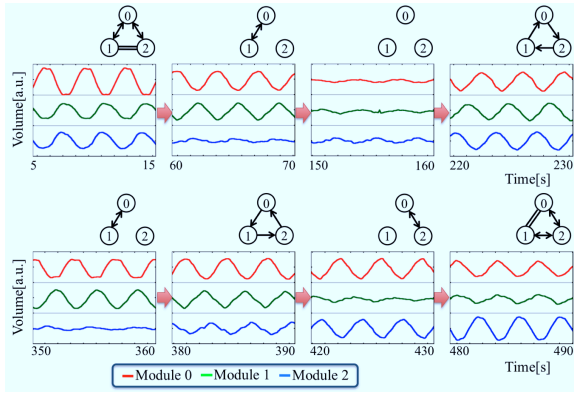 0 0 0 0
1 2 1 2 1 2 1 2
Volume[a.u.]
5 15 60 70 150 160 220 230
Time[s]
0 0 0 0
1 2 1 2 1 2 1 2
Volume[a.u.]
350 360 380 390 420 430 480 490
Time[s]
Module 0 Module 1 Module 2